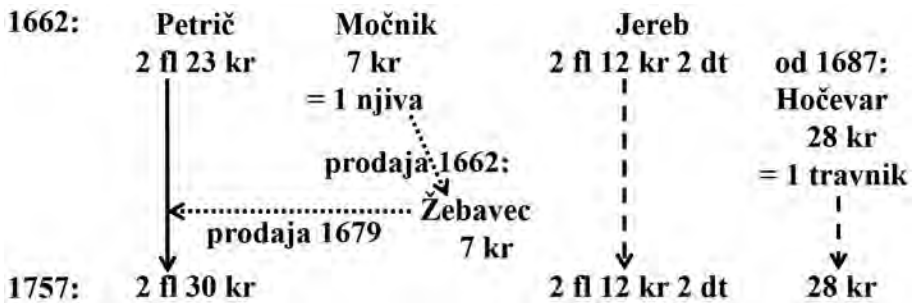 1662: Petrič Močnik Jereb
2 fl 23 kr 7 kr 2 fl 12 kr 2 dt od 1687:
= 1 njiva Hočevar
28 kr
prodaja 1662: = 1 travnik
Žebavec
prodaja 1679
7 kr
1757: 2 fl 30 kr 2 fl 12 kr 2 dt 28 kr